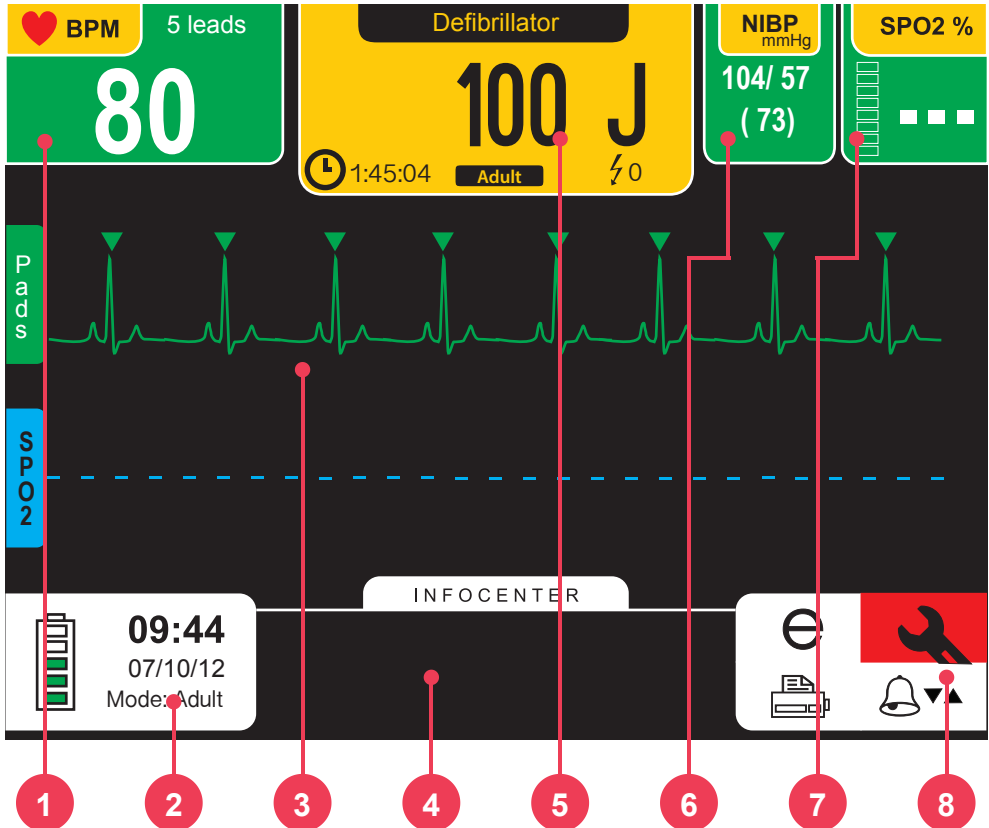 BPM
5 leads
80
Defibrillator
100 J
1:45:04
Adult
0
NIBP
mmHg
104/ 57
( 73)
SPO2 %
---
Pads
SPO2
INFOCENTER
09:44
07/10/12
Mode: Adult
e
1
2
3
4
5
6
7
8